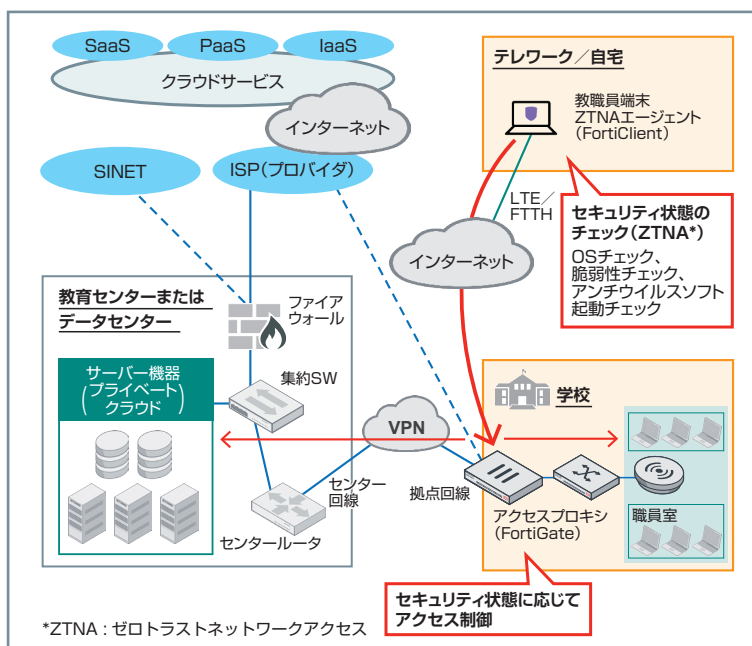 SaaS
PaaS
IaaS
クラウドサービス
インターネット
SINET
ISP(プロバイダ)
テレワーク／自宅
教職員端末
ZTNAエージェント
(FortiClient)
LTE／
FTTH
インターネット
セキュリティ状態の
チェック(ZTNA*)
OSチェック、
脆弱性チェック、
アンチウイルスソフト
起動チェック
教育センターまたは
データセンター
ファイア
ウォール
サーバー機器
(プライベート
クラウド)
集約SW
VPN
センター
回線
センタールータ
学校
拠点回線
アクセスプロキシ
(FortiGate)
職員室
セキュリティ状態に応じて
アクセス制御
*ZTNA：ゼロトラストネットワークアクセス